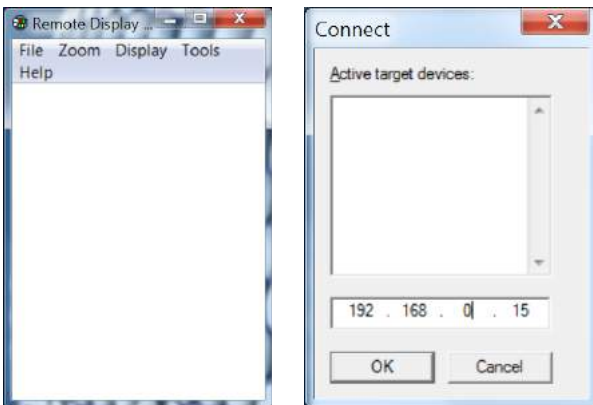 Remote Display ...
File Zoom Display Tools
Help
Connect
Active target devices:
192 . 168 . 0 . 15
OK Cancel